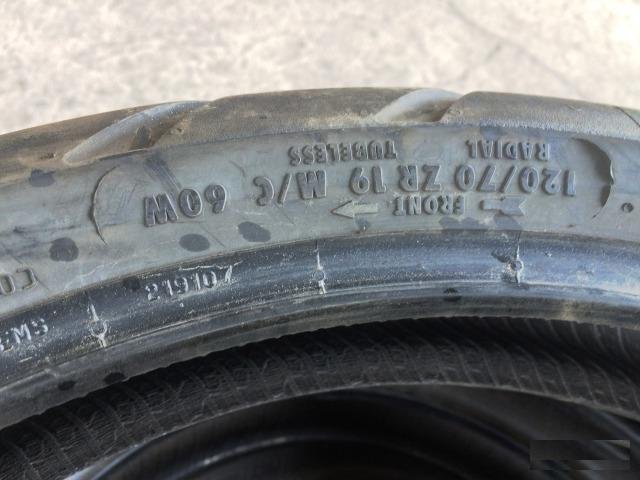 120/70 ZR 19 M/C 60W
RADIAL TUBELESS
FRONT
219107